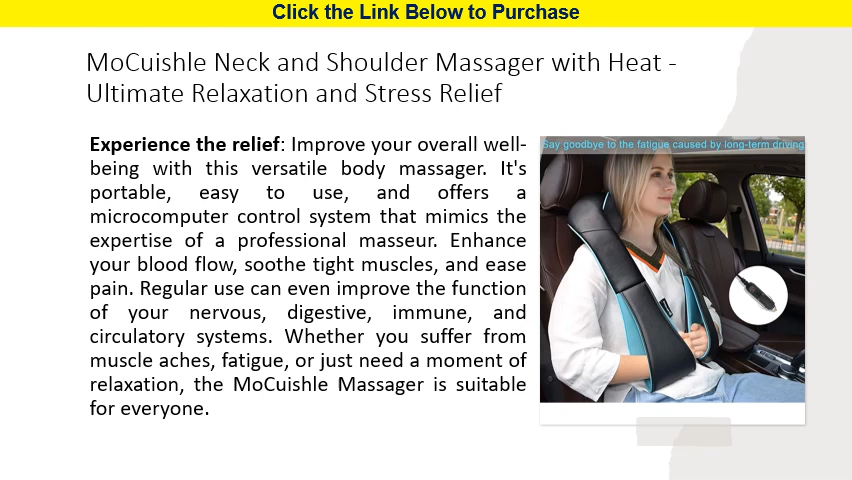 Click the Link Below to Purchase
MoCuishle Neck and Shoulder Massager with Heat -
Ultimate Relaxation and Stress Relief
Experience the relief: Improve your overall well-
being with this versatile body massager. It's
portable, easy to use, and offers a
microcomputer control system that mimics the
expertise of a professional masseur. Enhance
your blood flow, soothe tight muscles, and ease
pain. Regular use can even improve the function
of your nervous, digestive, immune, and
circulatory systems. Whether you suffer from
muscle aches, fatigue, or just need a moment of
relaxation, the MoCuishle Massager is suitable
for everyone.
Say goodbye to the fatigue caused by long-term driving